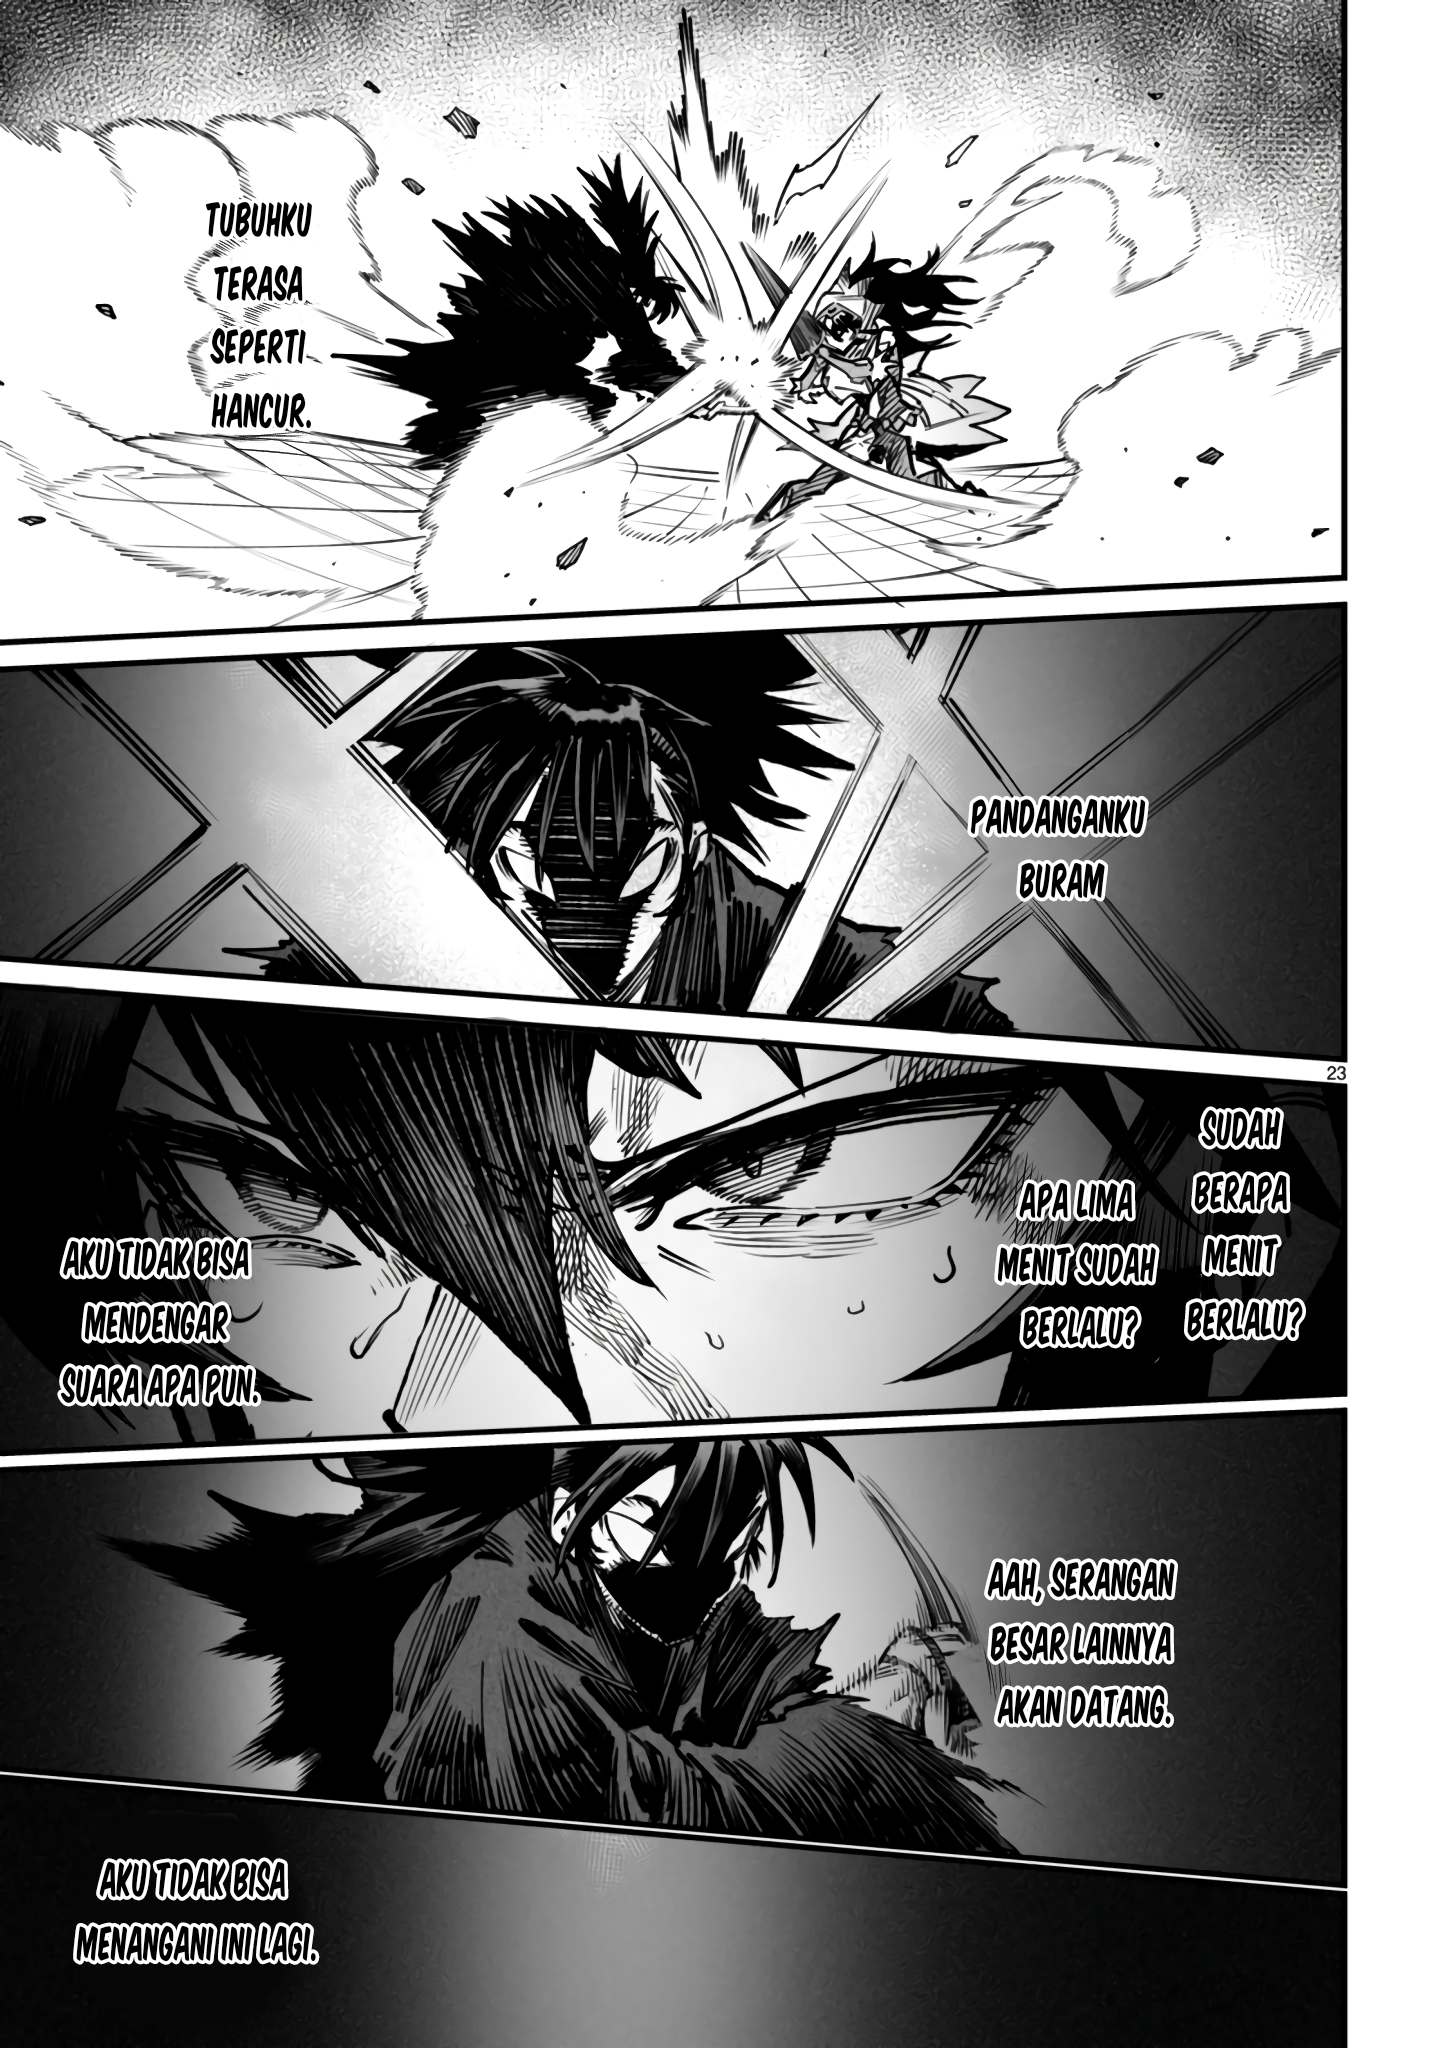 TUBUHKU
TERASA
SEPERTI
HANCUR.
PANDANGANKU
BURAM
23
SUDAH
BERAPA
MENIT
BERLALU?
APA LIMA
MENIT SUDAH
BERLALU?
AKU TIDAK BISA
MENDENGAR
SUARA APA PUN.
AAH, SERANGAN
BESAR LAINNYA
AKAN DATANG.
AKU TIDAK BISA
MENANGANI INI LAGI.